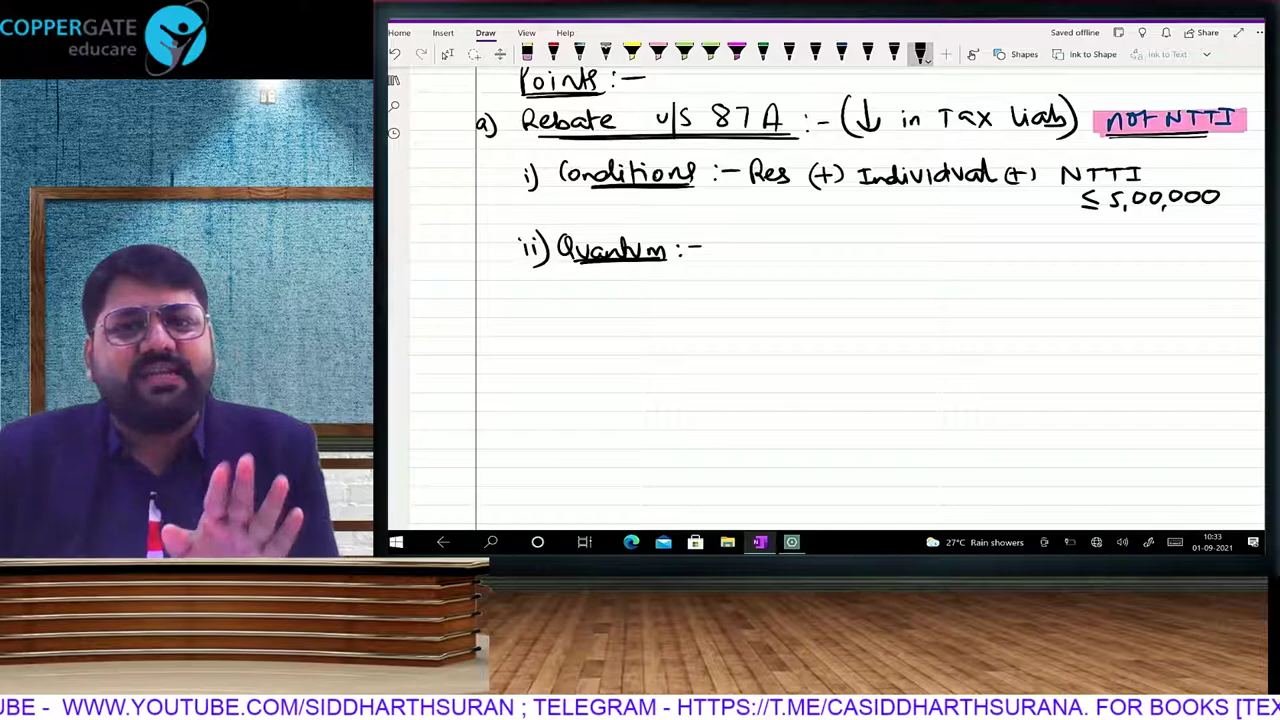 COPPERGATE
educare
Home Insert Draw View Help
Saved offline Share
Shapes Ink to Shape Ink to Text
Points :-
a) Rebate u/s 87A :- (↓ in Tax liab) not NTTI
i) Conditions :- Res (+) Individual (+) NTTI
≤ 5,00,000
ii) Quantum :-
27°C Rain showers
10:33
01-09-2021
UBE - WWW.YOUTUBE.COM/SIDDHARTHSURAN ; TELEGRAM - HTTPS://T.ME/CASIDDHARTHSURANA. FOR BOOKS [TEX